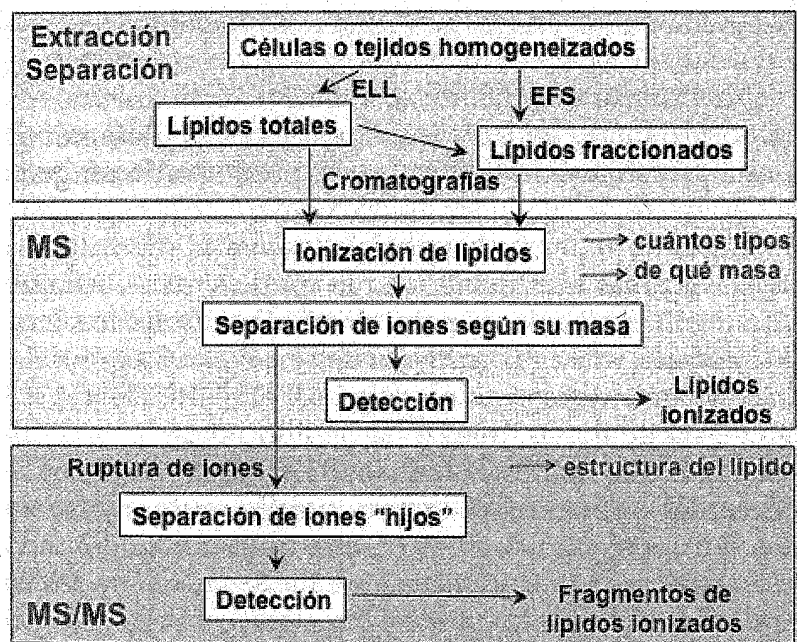 Extracción
Separación
Células o tejidos homogeneizados
ELL
EFS
Lípidos totales
Lípidos fraccionados
Cromatografías
MS
Ionización de lípidos
cuántos tipos
de qué masa
Separación de iones según su masa
Detección
Lípidos
ionizados
Ruptura de iones
estructura del lípido
Separación de iones “hijos”
Detección
Fragmentos de
lípidos ionizados
MS/MS